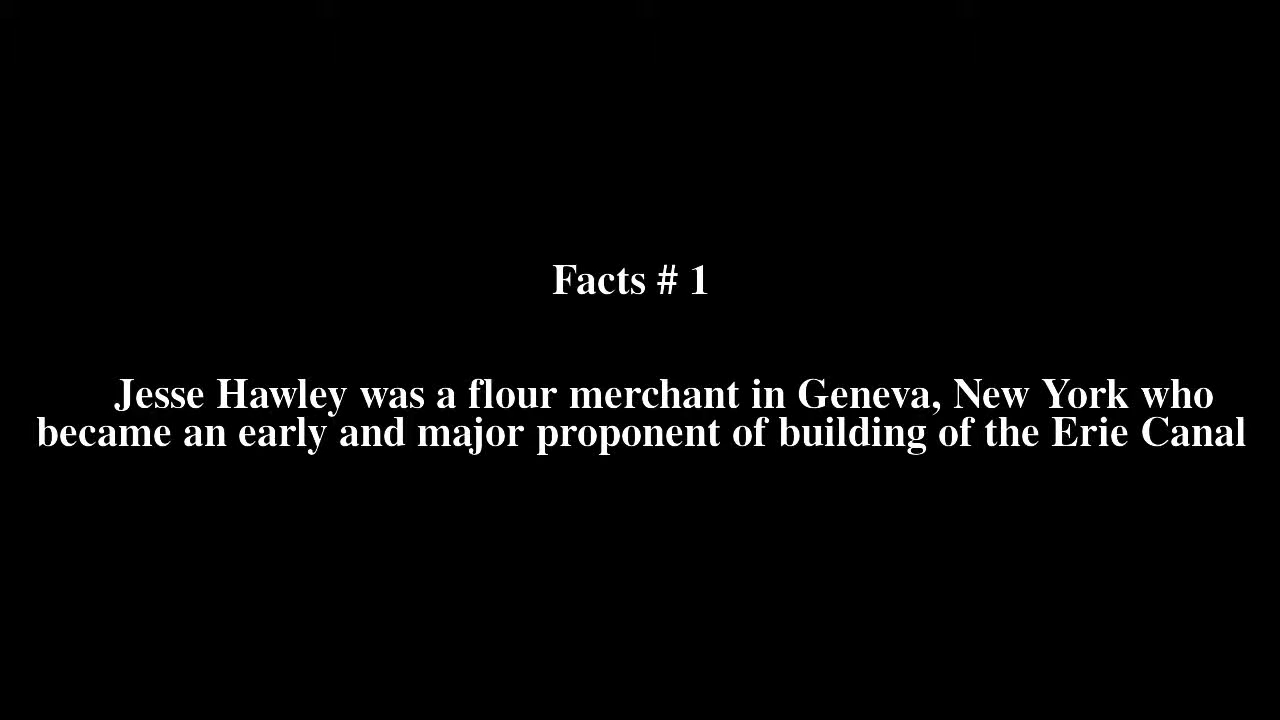 Facts # 1
Jesse Hawley was a flour merchant in Geneva, New York who
became an early and major proponent of building of the Erie Canal